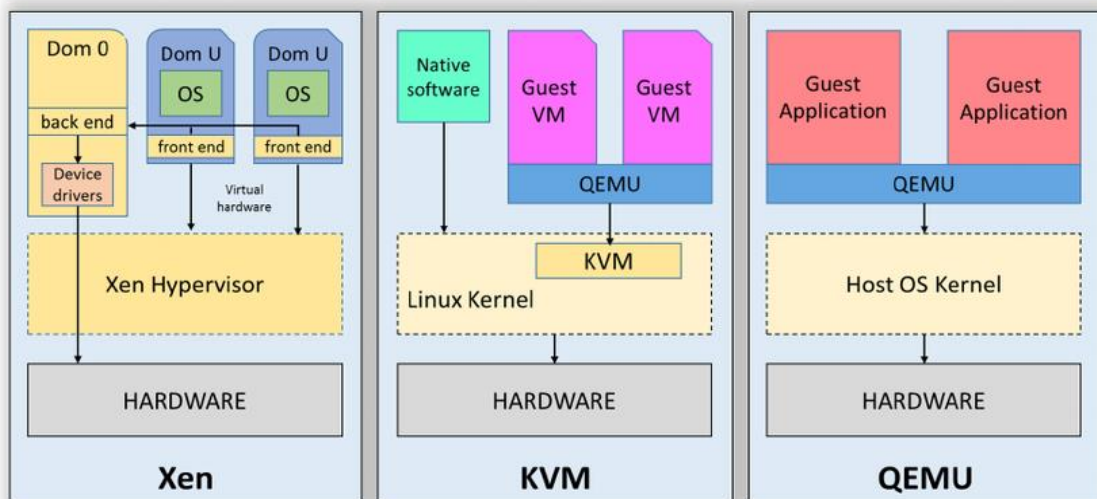 Dom 0
back end
Device
drivers
Dom U
OS
front end
Dom U
OS
front end
Virtual
hardware
Xen Hypervisor
HARDWARE
Xen
Native
software
Guest
VM
Guest
VM
QEMU
KVM
Linux Kernel
HARDWARE
KVM
Guest
Application
Guest
Application
QEMU
Host OS Kernel
HARDWARE
QEMU